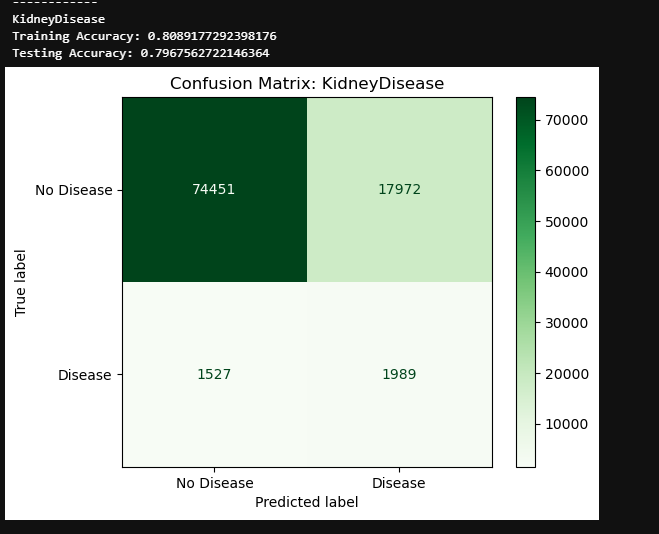 ------------
KidneyDisease
Training Accuracy: 0.8089177292398176
Testing Accuracy: 0.7967562722146364
Confusion Matrix: KidneyDisease
70000
60000
No Disease 74451 17972
50000
40000
True label
30000
Disease 1527 1989
20000
10000
No Disease Disease
Predicted label